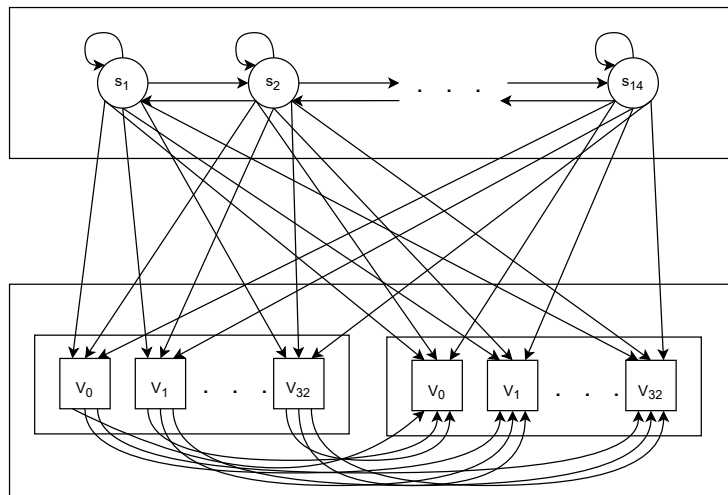 s1 s2 . . . s14
V0 V1 . . . V32 V0 V1 . . . V32